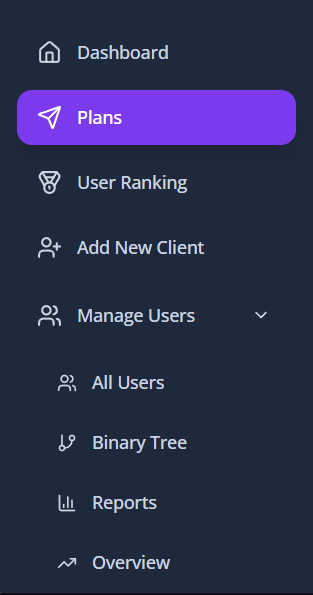 Dashboard
Plans
User Ranking
Add New Client
Manage Users
All Users
Binary Tree
Reports
Overview